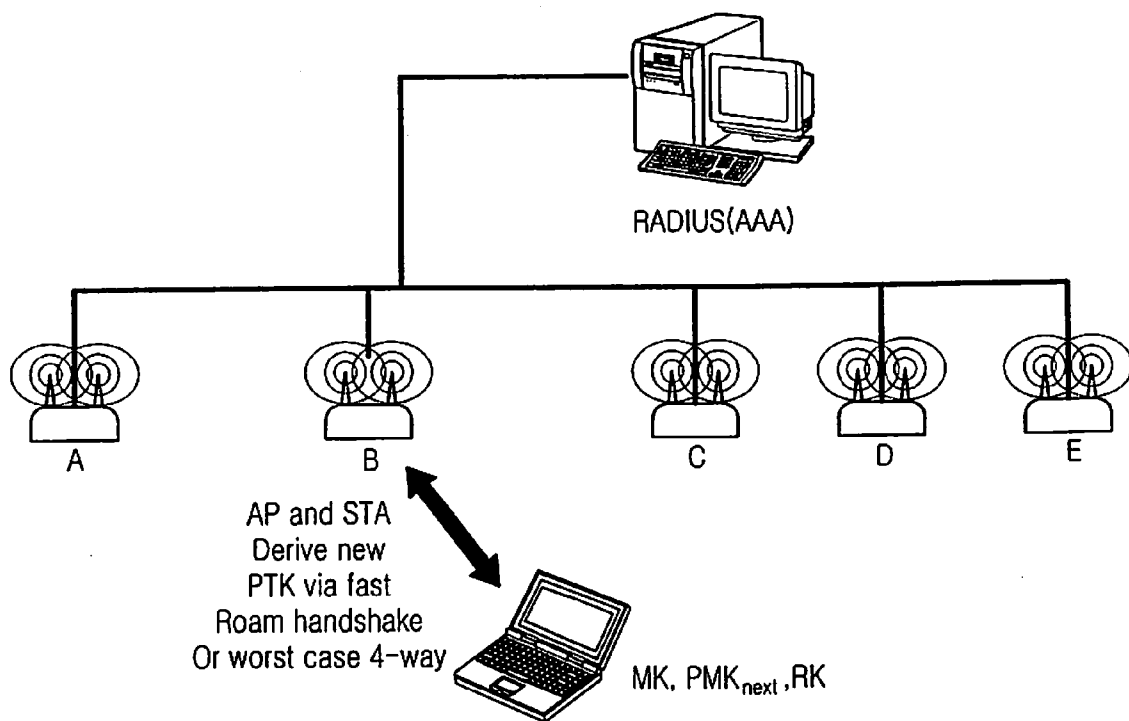 RADIUS(AAA)
A
B
C
D
E
AP and STA
Derive new
PTK via fast
Roam handshake
Or worst case 4-way
MK, PMKnext ,RK